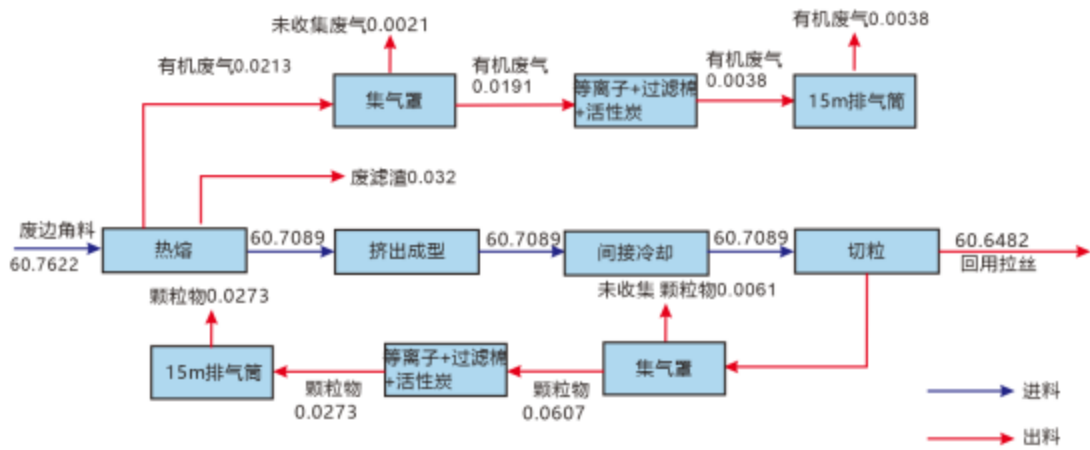 未收集废气0.0021
有机废气0.0038
有机废气0.0213
集气罩
有机废气
0.0191
等离子+过滤棉
+活性炭
有机废气
0.0038
15m排气筒
废滤渣0.032
废边角料
60.7622
热熔
60.7089
挤出成型
60.7089
间接冷却
60.7089
切粒
60.6482
回用拉丝
颗粒物0.0273
未收集 颗粒物0.0061
15m排气筒
颗粒物
0.0273
等离子+过滤棉
+活性炭
颗粒物
0.0607
集气罩
进料
出料